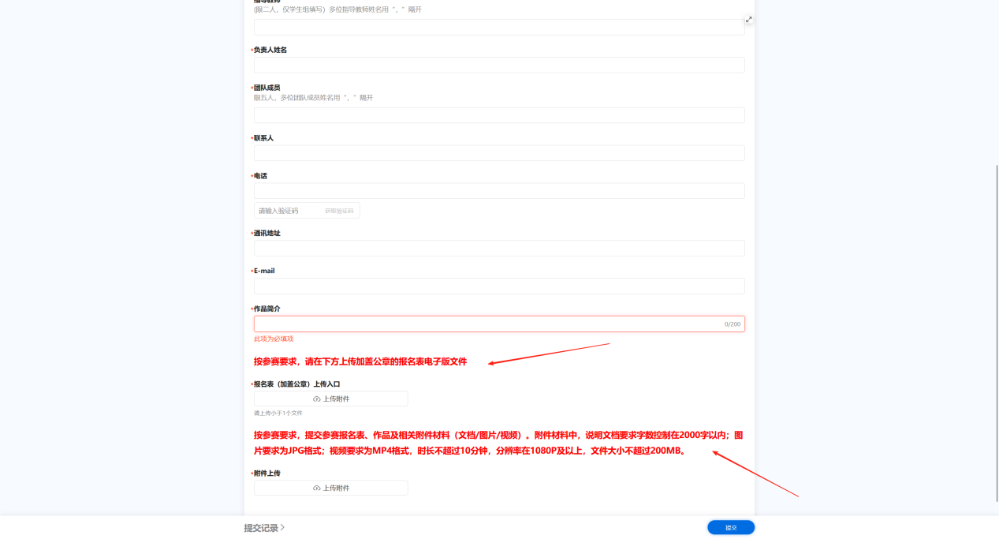 指导教师
(限二人，仅学生组填写) 多位指导教师姓名用“，”隔开
*负责人姓名
*团队成员
限五人，多位团队成员姓名用“，”隔开
*联系人
*电话
请输入验证码 获取验证码
*通讯地址
*E-mail
*作品简介
0/200
此项为必填项
按参赛要求，请在下方上传加盖公章的报名表电子版文件
*报名表（加盖公章）上传入口
上传附件
请上传小于1个文件
按参赛要求，提交参赛报名表、作品及相关附件材料（文档/图片/视频）。附件材料中，说明文档要求字数控制在2000字以内；图
片要求为JPG格式；视频要求为MP4格式，时长不超过10分钟，分辨率在1080P及以上，文件大小不超过200MB。
*附件上传
上传附件
提交记录
提交